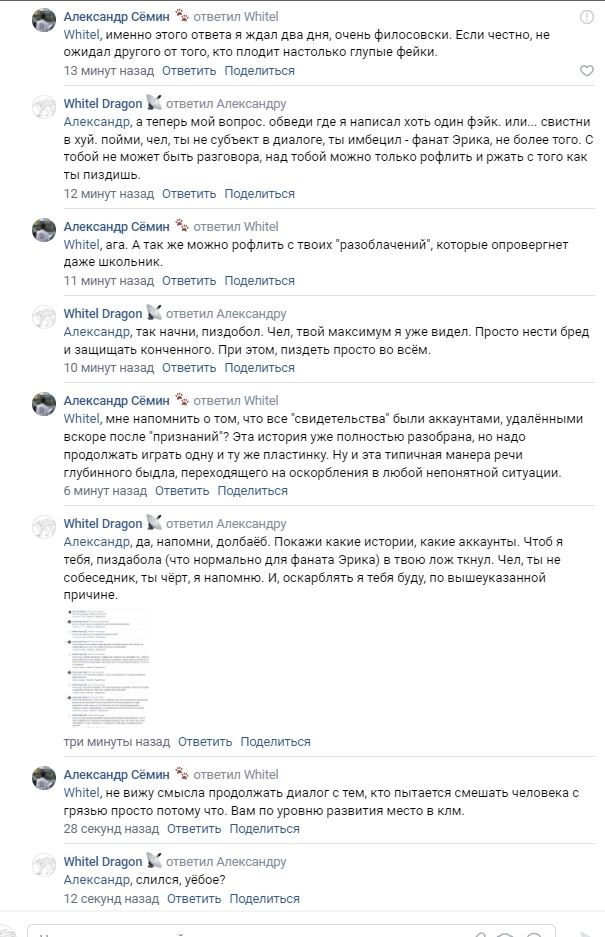 Александр Сёмин ответил Whitel
Whitel, именно этого ответа я ждал два дня, очень филосовски. Если честно, не
ожидал другого от того, кто плодит настолько глупые фейки.
13 минут назад Ответить Поделиться
Whitel Dragon ответил Александру
Александр, а теперь мой вопрос. обведи где я написал хоть один фэйк. или... свистни
в хуй. пойми, чел, ты не субъект в диалоге, ты имбецил - фанат Эрика, не более того. С
тобой не может быть разговора, над тобой можно только рофлить и ржать с того как
ты пиздишь.
12 минут назад Ответить Поделиться
Александр Сёмин ответил Whitel
Whitel, ага. А так же можно рофлить с твоих "разоблачений", которые опровергнет
даже школьник.
11 минут назад Ответить Поделиться
Whitel Dragon ответил Александру
Александр, так начни, пиздобол. Чел, твой максимум я уже видел. Просто нести бред
и защищать конченного. При этом, пиздеть просто во всём.
10 минут назад Ответить Поделиться
Александр Сёмин ответил Whitel
Whitel, мне напомнить о том, что все "свидетельства" были аккаунтами, удалёнными
вскоре после "признаний"? Эта история уже полностью разобрана, но надо
продолжать играть одну и ту же пластинку. Ну и эта типичная манера речи
глубинного быдла, переходящего на оскорбления в любой непонятной ситуации.
6 минут назад Ответить Поделиться
Whitel Dragon ответил Александру
Александр, да, напомни, долбаёб. Покажи какие истории, какие аккаунты. Чтоб я
тебя, пиздабола (что нормально для фаната Эрика) в твою лож ткнул. Чел, ты не
собеседник, ты чёрт, я напомню. И, оскарблять я тебя буду, по вышеуказанной
причине.
три минуты назад Ответить Поделиться
Александр Сёмин ответил Whitel
Whitel, не вижу смысла продолжать диалог с тем, кто пытается смешать человека с
грязью просто потому что. Вам по уровню развития место в клм.
28 секунд назад Ответить Поделиться
Whitel Dragon ответил Александру
Александр, слился, уёбое?
12 секунд назад Ответить Поделиться